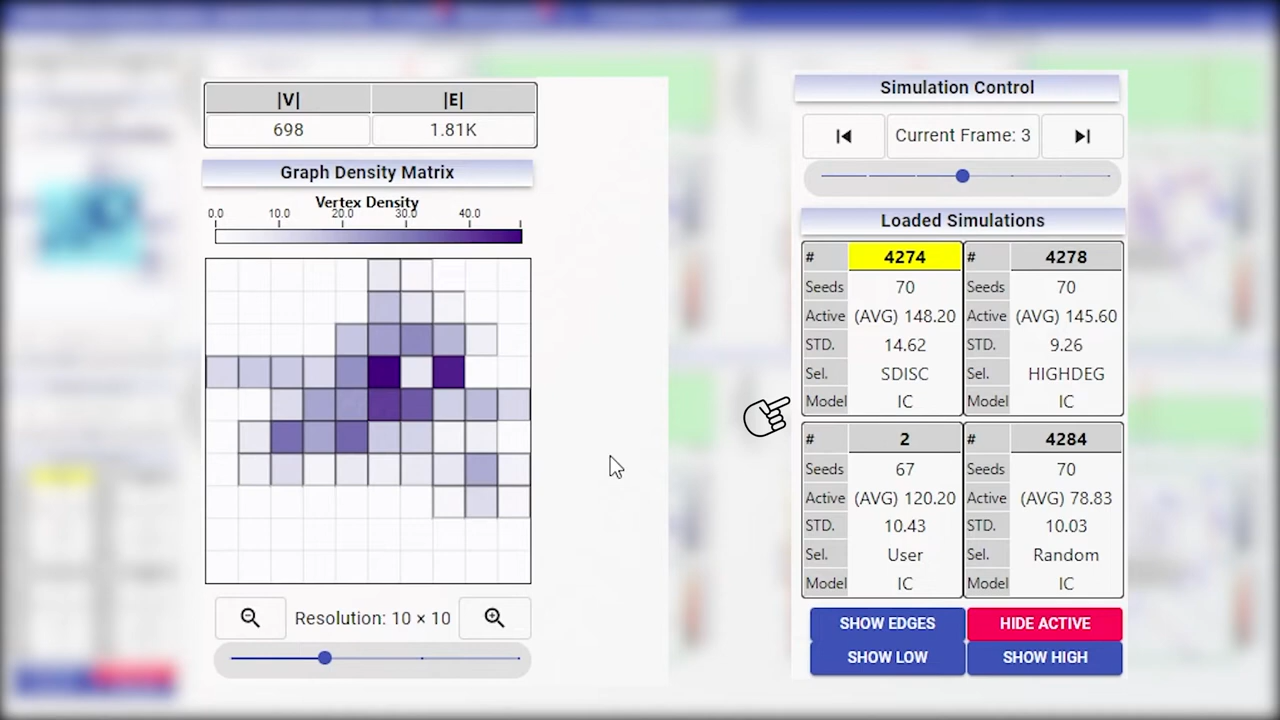 |V| |E|
698 1.81K
Graph Density Matrix
Vertex Density
0.0 10.0 20.0 30.0 40.0
Resolution: 10 × 10
Simulation Control
Current Frame: 3
Loaded Simulations
# 4274 # 4278
Seeds 70 Seeds 70
Active (AVG) 148.20 Active (AVG) 145.60
STD. 14.62 STD. 9.26
Sel. SDISC Sel. HIGHDEG
Model IC Model IC
# 2 # 4284
Seeds 67 Seeds 70
Active (AVG) 120.20 Active (AVG) 78.83
STD. 10.43 STD. 10.03
Sel. User Sel. Random
Model IC Model IC
SHOW EDGES HIDE ACTIVE
SHOW LOW SHOW HIGH